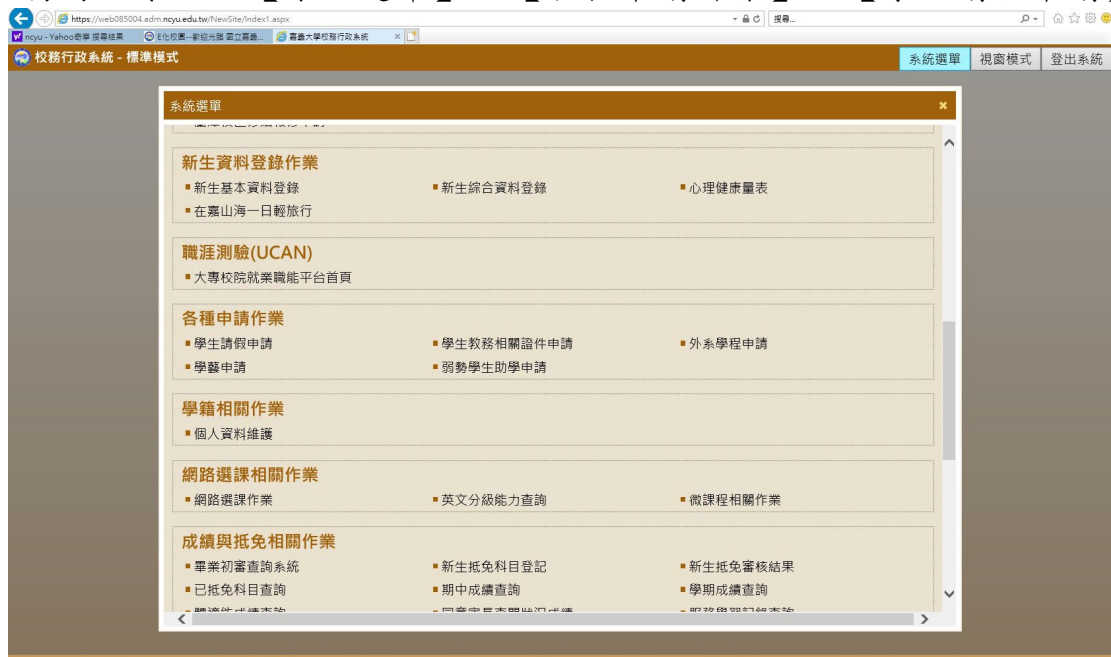 https://web085004.adm.ncyu.edu.tw/NewSite/Index1.aspx
搜尋...
ncyu - Yahoo奇摩 搜尋結果
嘉義大學校務行政系統
校務行政系統 - 標準模式
系統選單 視窗模式 登出系統
系統選單
新生資料登錄作業
新生基本資料登錄 新生綜合資料登錄 心理健康量表
在嘉山海一日輕旅行
職涯測驗(UCAN)
大專校院就業職能平台首頁
各種申請作業
學生請假申請 學生教務相關證件申請 外系學程申請
學藝申請 弱勢學生助學申請
學籍相關作業
個人資料維護
網路選課相關作業
網路選課作業 英文分級能力查詢 微課程相關作業
成績與抵免相關作業
畢業初審查詢系統 新生抵免科目登記 新生抵免審核結果
已抵免科目查詢 期中成績查詢 學期成績查詢